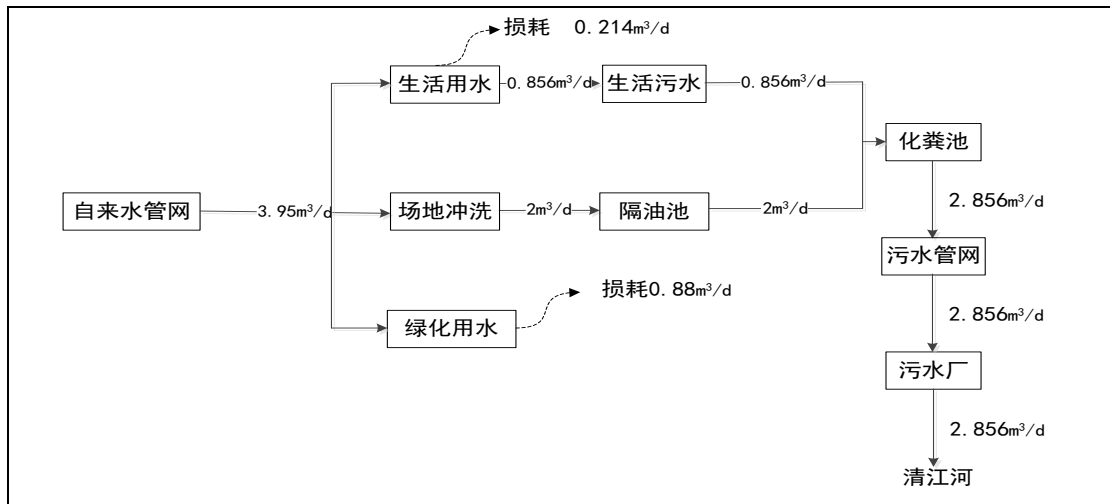 损耗 0.214m³/d
生活用水
0.856m³/d
生活污水
0.856m³/d
化粪池
自来水管网
3.95m³/d
场地冲洗
2m³/d
隔油池
2m³/d
2.856m³/d
污水管网
损耗0.88m³/d
绿化用水
2.856m³/d
污水厂
2.856m³/d
清江河